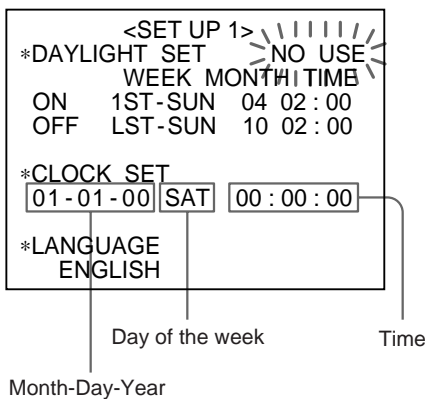 <SET UP 1>
*DAYLIGHT SET NO USE
WEEK MONTH TIME
ON 1ST-SUN 04 02:00
OFF LST-SUN 10 02:00
*CLOCK SET
01-01-00 SAT 00:00:00
*LANGUAGE
ENGLISH
Day of the week Time
Month-Day-Year